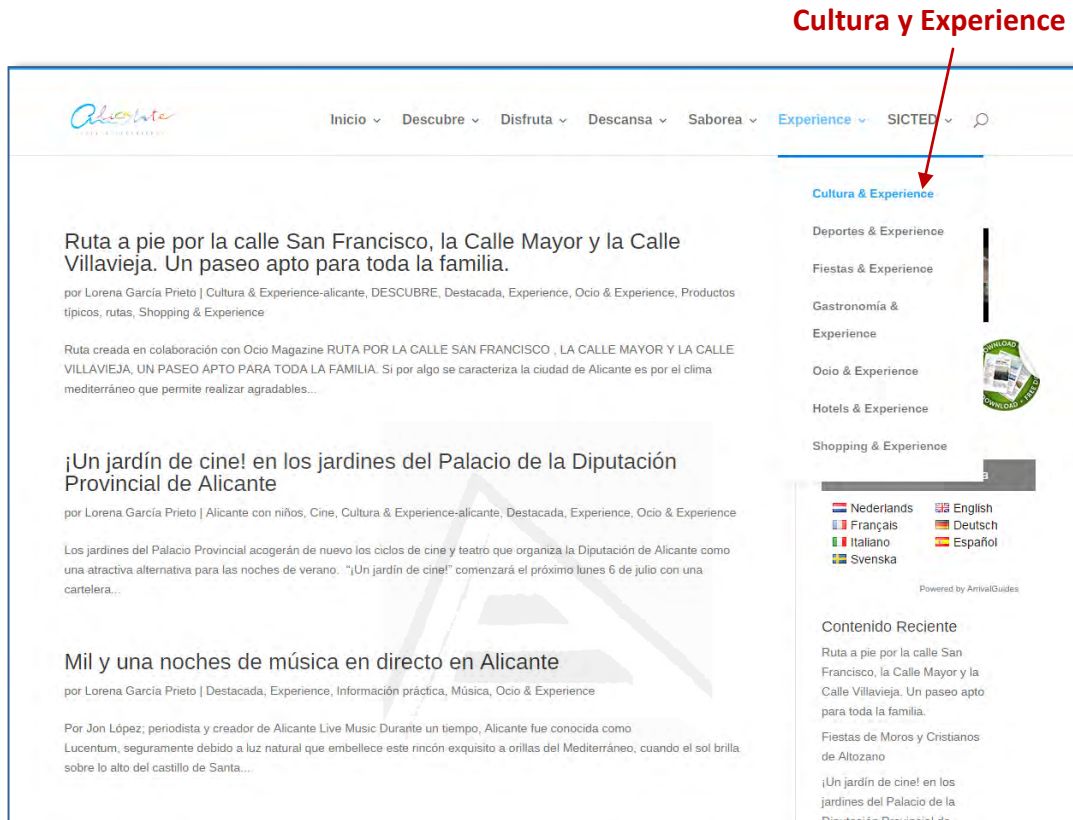 Cultura y Experience
Alicante
Inicio Descubre Disfruta Descansa Saborea Experience SICTED
Cultura & Experience
Deportes & Experience
Fiestas & Experience
Gastronomía &
Experience
Ocio & Experience
Hotels & Experience
Shopping & Experience
Ruta a pie por la calle San Francisco, la Calle Mayor y la Calle
Villavieja. Un paseo apto para toda la familia.
por Lorena García Prieto | Cultura & Experience-alicante, DESCUBRE, Destacada, Experience, Ocio & Experience, Productos
típicos, rutas, Shopping & Experience
Ruta creada en colaboración con Ocio Magazine RUTA POR LA CALLE SAN FRANCISCO , LA CALLE MAYOR Y LA CALLE
VILLAVIEJA, UN PASEO APTO PARA TODA LA FAMILIA. Si por algo se caracteriza la ciudad de Alicante es por el clima
mediterráneo que permite realizar agradables...
¡Un jardín de cine! en los jardines del Palacio de la Diputación
Provincial de Alicante
por Lorena García Prieto | Alicante con niños, Cine, Cultura & Experience-alicante, Destacada, Experience, Ocio & Experience
Los jardines del Palacio Provincial acogerán de nuevo los ciclos de cine y teatro que organiza la Diputación de Alicante como
una atractiva alternativa para las noches de verano. “¡Un jardín de cine!” comenzará el próximo lunes 6 de julio con una
cartelera...
Mil y una noches de música en directo en Alicante
por Lorena García Prieto | Destacada, Experience, Información práctica, Música, Ocio & Experience
Por Jon López; periodista y creador de Alicante Live Music Durante un tiempo, Alicante fue conocida como
Lucentum, seguramente debido a luz natural que embellece este rincón exquisito a orillas del Mediterráneo, cuando el sol brilla
sobre lo alto del castillo de Santa...
Nederlands English
Français Deutsch
Italiano Español
Svenska
Powered by ArrivalGuides
Contenido Reciente
Ruta a pie por la calle San
Francisco, la Calle Mayor y la
Calle Villavieja. Un paseo apto
para toda la familia.
Fiestas de Moros y Cristianos
de Altozano
¡Un jardín de cine! en los
jardines del Palacio de la
Diputación Provincial de